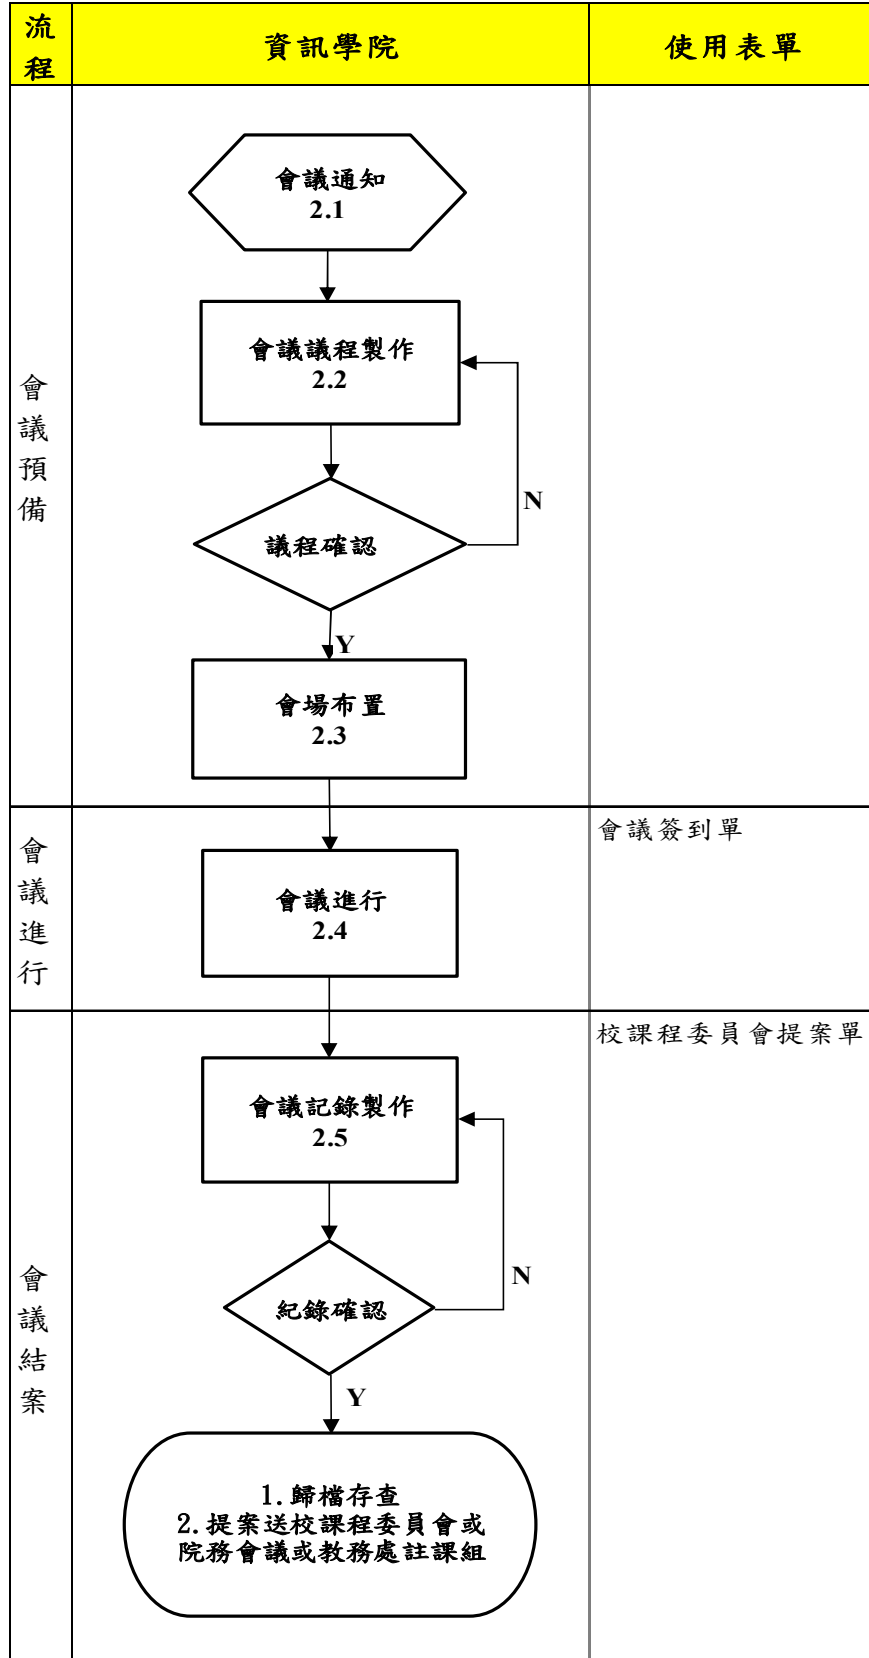 流程
資訊學院
使用表單
會議預備
會議通知
2.1
會議議程製作
2.2
議程確認
N
Y
會場布置
2.3
會議進行
會議簽到單
會議進行
2.4
會議結案
校課程委員會提案單
會議記錄製作
2.5
紀錄確認
N
Y
1.歸檔存查
2.提案送校課程委員會或
院務會議或教務處註課組